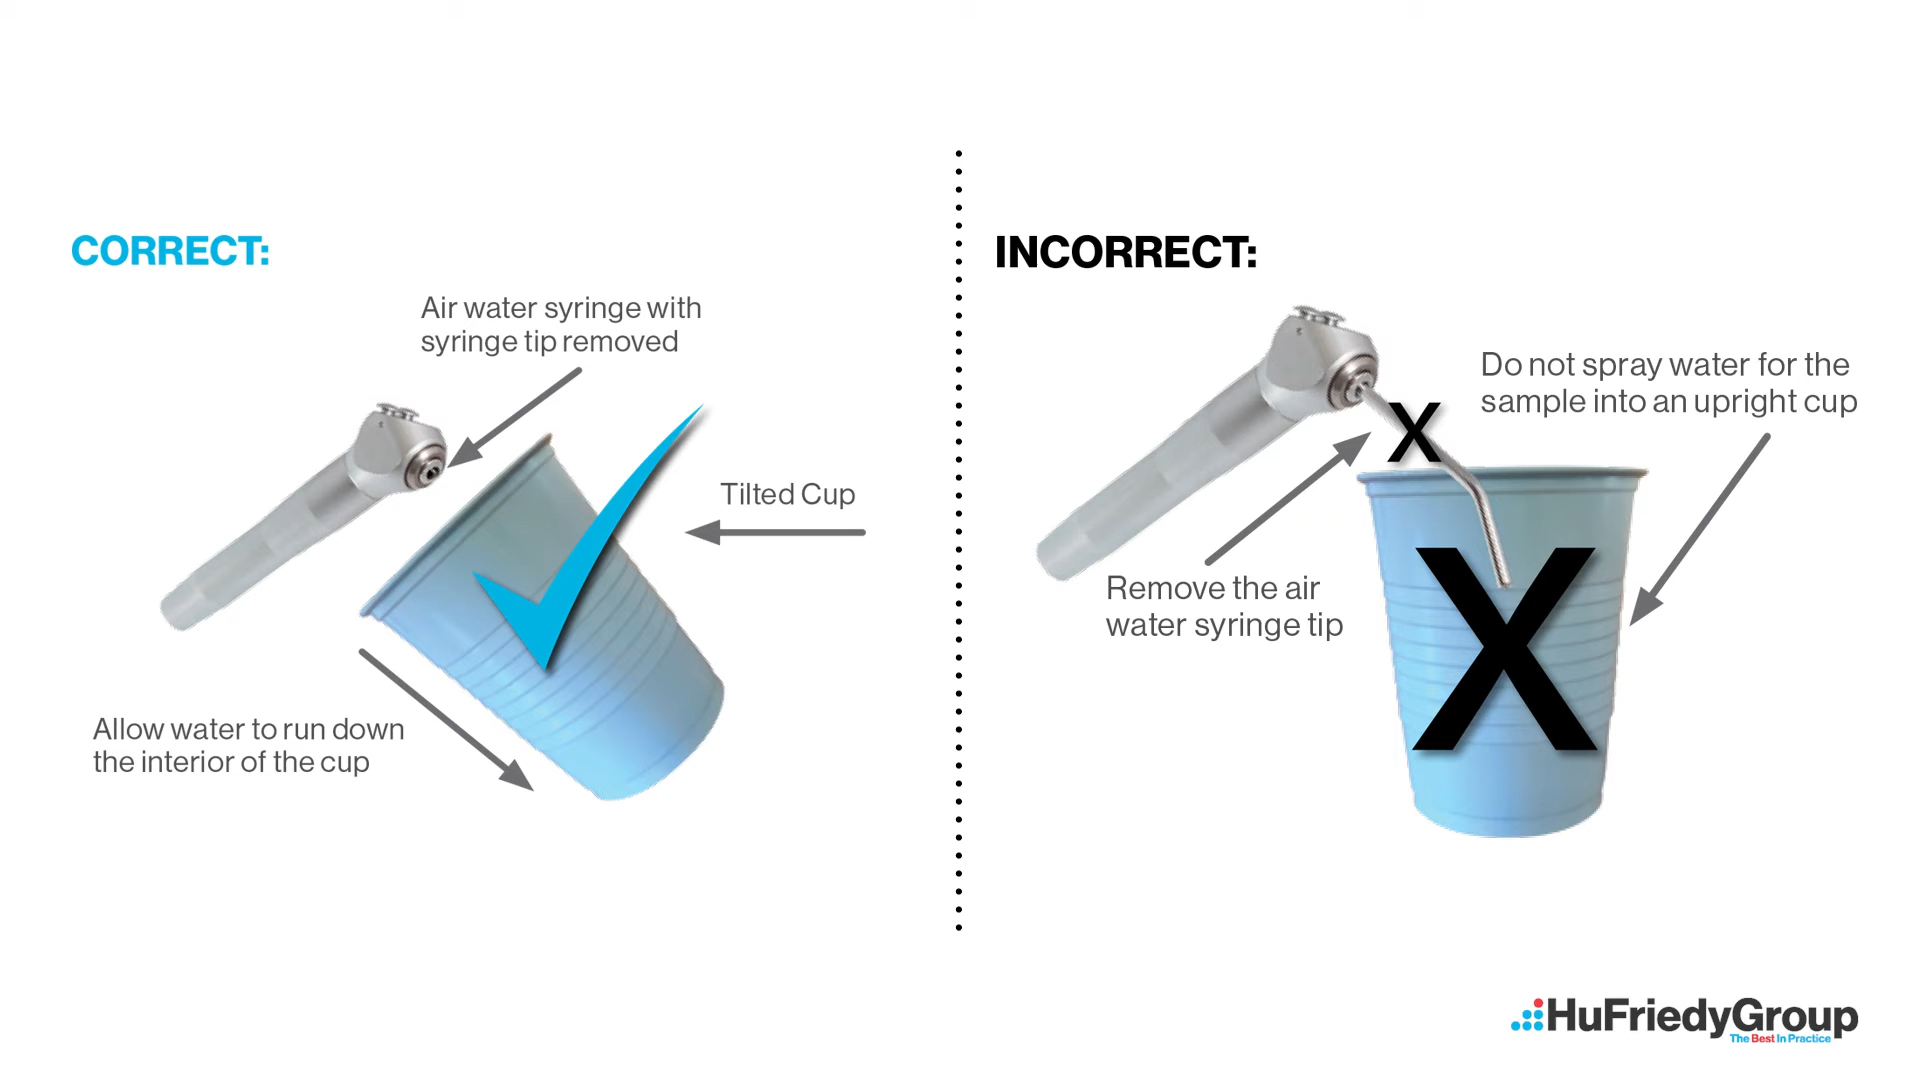 CORRECT:
Air water syringe with
syringe tip removed
Tilted Cup
Allow water to run down
the interior of the cup
INCORRECT:
Do not spray water for the
sample into an upright cup
X
Remove the air
water syringe tip
X
HuFriedyGroup
The Best In Practice